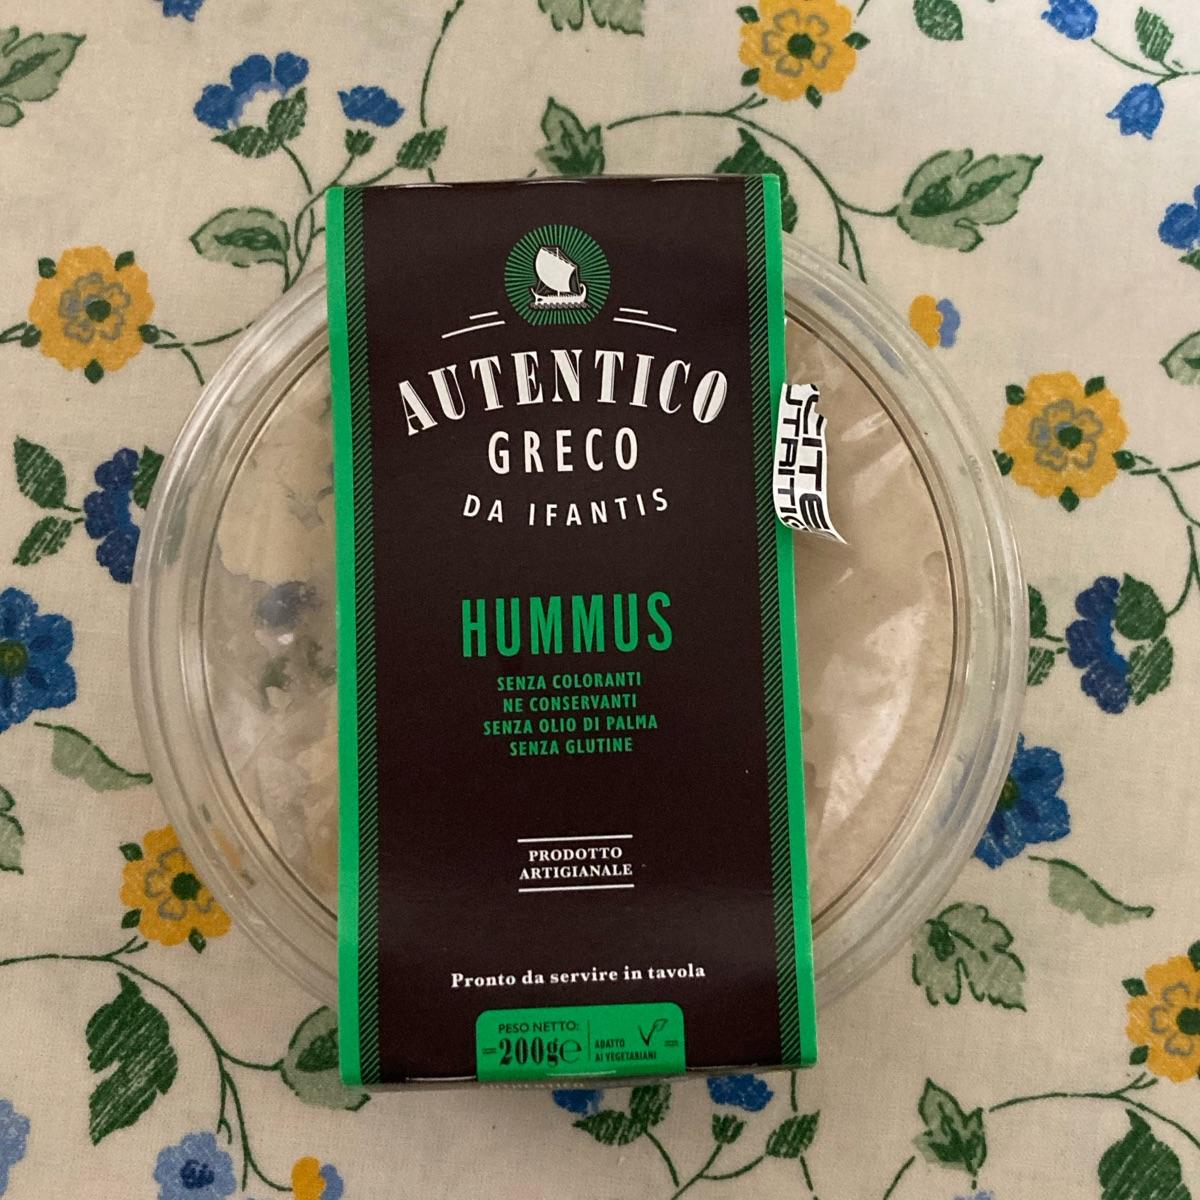 AUTENTICO
GRECO
DA IFANTIS
HUMMUS
SENZA COLORANTI
NE CONSERVANTI
SENZA OLIO DI PALMA
SENZA GLUTINE
PRODOTTO
ARTIGIANALE
Pronto da servire in tavola
PESO NETTO:
200g℮
ADATTO
AI VEGETARIANI